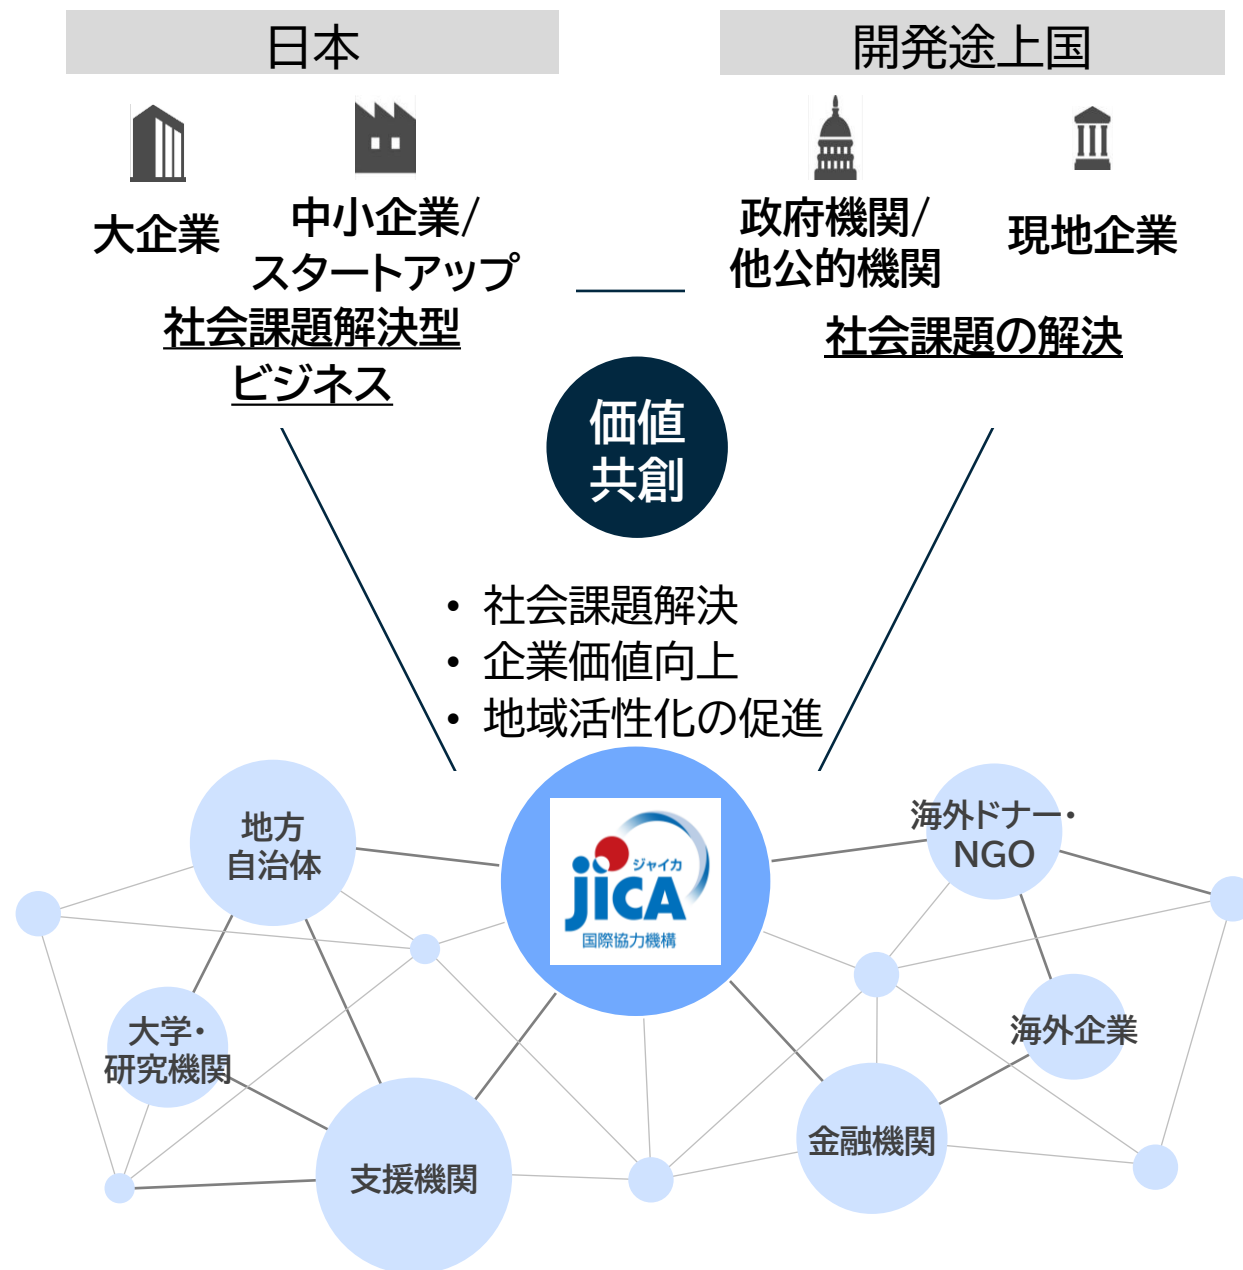 日本
開発途上国
大企業
中小企業/
スタートアップ
社会課題解決型
ビジネス
政府機関/
他公的機関
現地企業
社会課題の解決
価値
共創
• 社会課題解決
• 企業価値向上
• 地域活性化の促進
地方
自治体
ジャイカ
jICA
国際協力機構
海外ドナー・
NGO
大学・
研究機関
海外企業
支援機関
金融機関